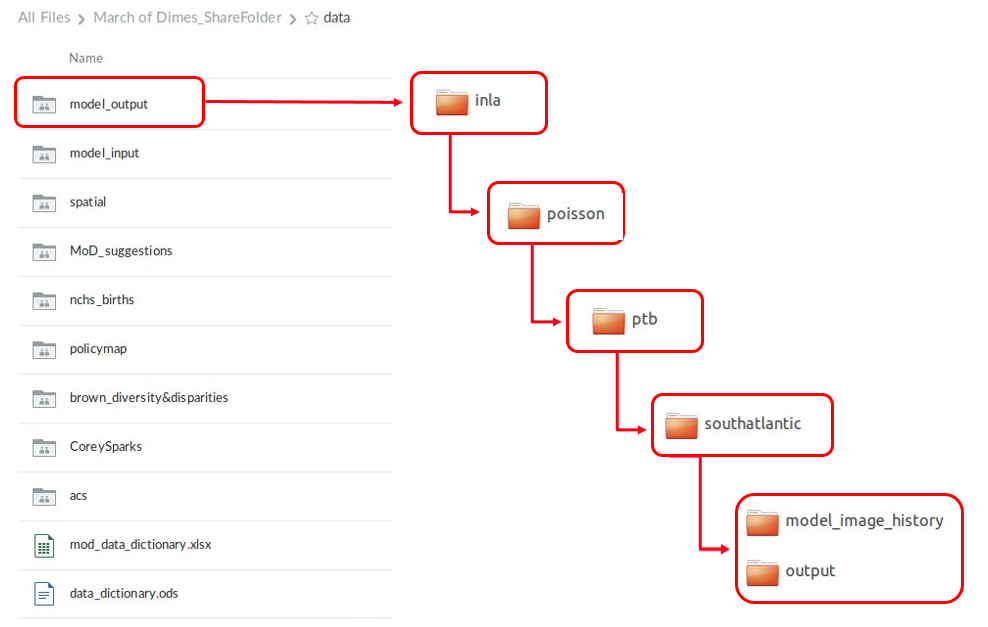 All Files > March of Dimes_ShareFolder > data
Name
model_output
model_input
spatial
MoD_suggestions
nchs_births
policymap
brown_diversity&disparities
CoreySparks
acs
mod_data_dictionary.xlsx
data_dictionary.ods
inla
poisson
ptb
southatlantic
model_image_history
output